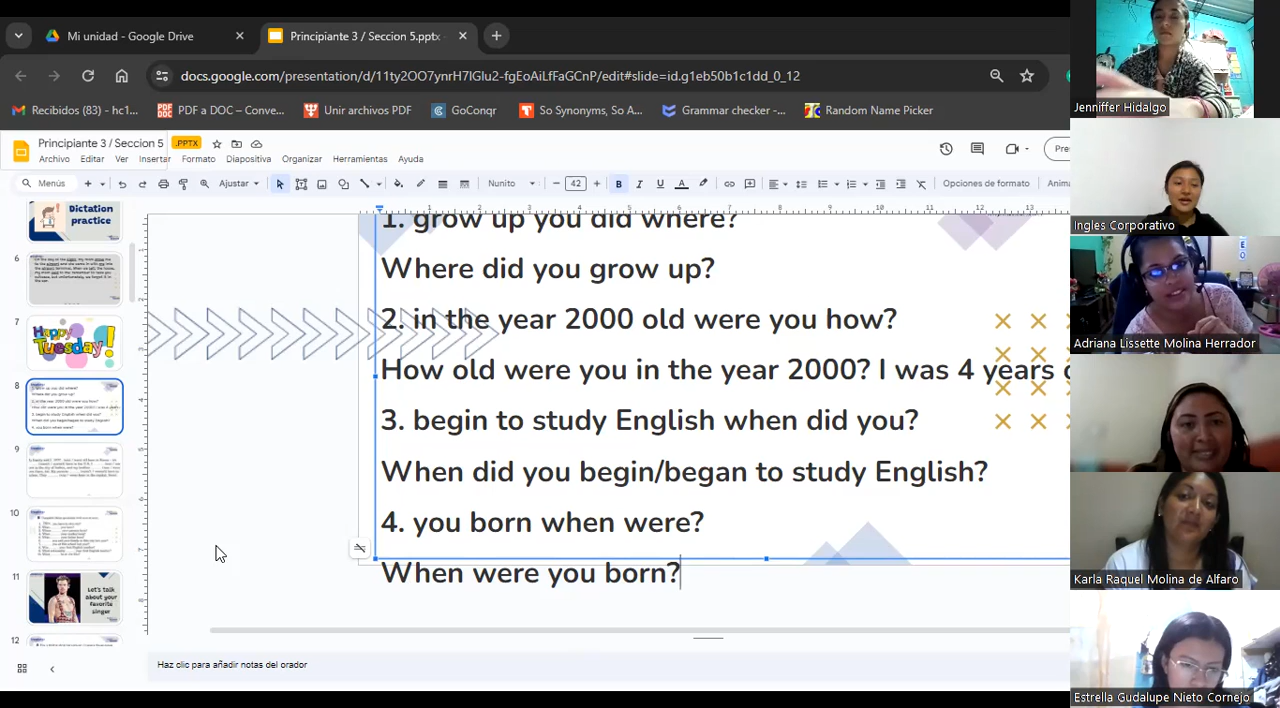 Mi unidad - Google Drive
Principiante 3 / Seccion 5.pptx
docs.google.com/presentation/d/11ty2OO7ynrH7lGlu2-fgEoAiLfFaGCnP/edit#slide=id.g1eb50b1c1dd_0_12
Recibidos (83) - hc1...
PDF a DOC – Conve...
Unir archivos PDF
GoConqr
So Synonyms, So A...
Grammar checker -...
Random Name Picker
Principiante 3 / Seccion 5
.PPTX
Archivo Editar Ver Insertar Formato Diapositiva Organizar Herramientas Ayuda
Menús
Ajustar
Nunito
42
Opciones de formato
Dictation
practice
6
7
Happy
Tuesday!
8
9
10
11
Let's talk
about your
favorite
singer
12
1. grow up you did where?
Where did you grow up?
2. in the year 2000 old were you how?
How old were you in the year 2000? I was 4 years
3. begin to study English when did you?
When did you begin/began to study English?
4. you born when were?
When were you born?
Haz clic para añadir notas del orador
Jenniffer Hidalgo
Ingles Corporativo
Adriana Lissette Molina Herrador
Karla Raquel Molina de Alfaro
Estrella Gudalupe Nieto Cornejo